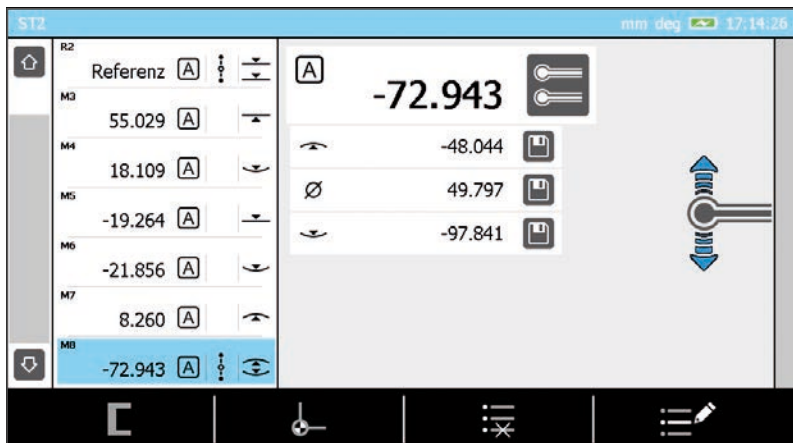 ST2
mm deg 17:14:26
R2
Referenz A
M3
55.029 A
M4
18.109 A
M5
-19.264 A
M6
-21.856 A
M7
8.260 A
M8
-72.943 A
A
-72.943
-48.044
Ø 49.797
-97.841